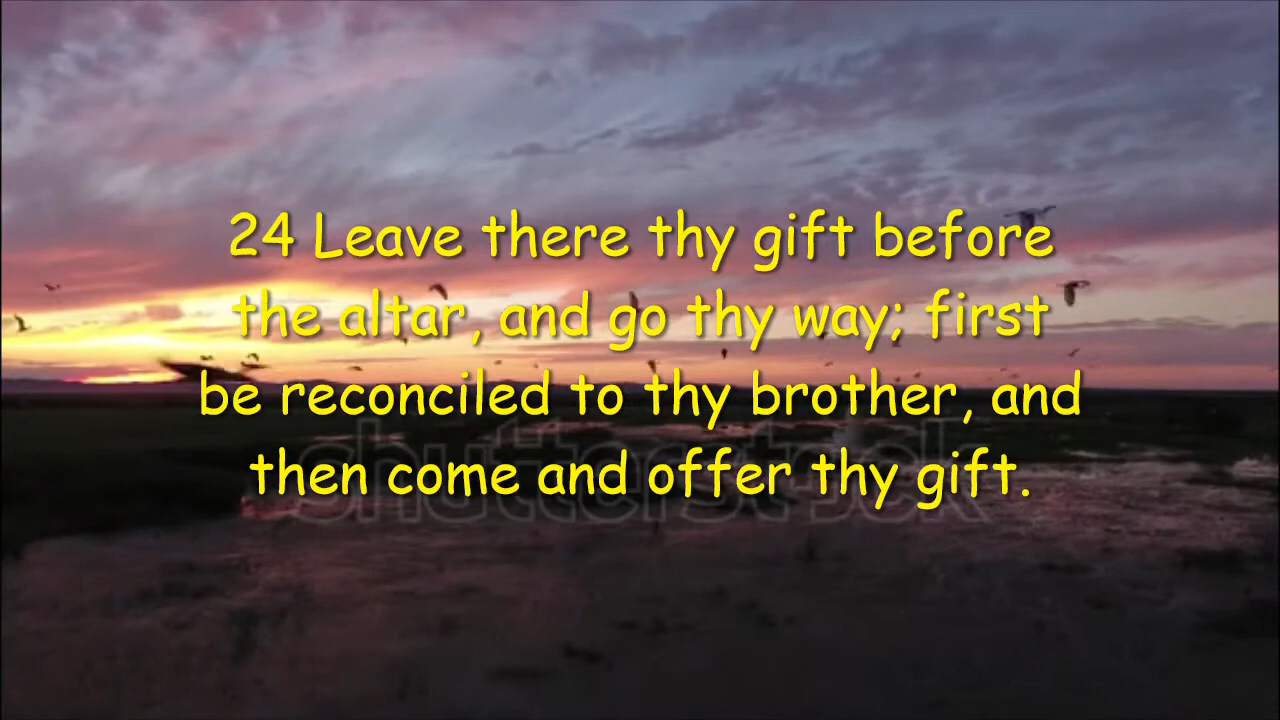 24 Leave there thy gift before
the altar, and go thy way; first
be reconciled to thy brother, and
then come and offer thy gift.
shutterstock